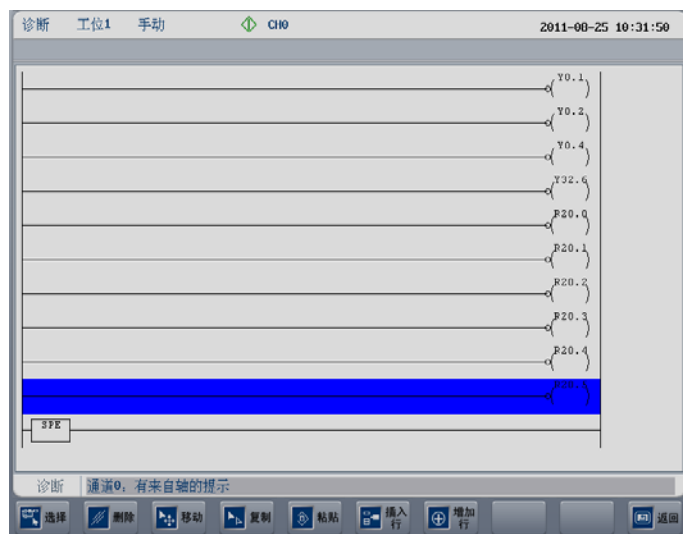 诊断 工位1 手动 CH0 2011-08-25 10:31:50
Y0.1
Y0.2
Y0.4
Y32.6
R20.0
R20.1
R20.2
R20.3
R20.4
SPE
诊断 通道0：有来自轴的提示
选择 删除 移动 复制 粘贴 插入行 增加行 返回